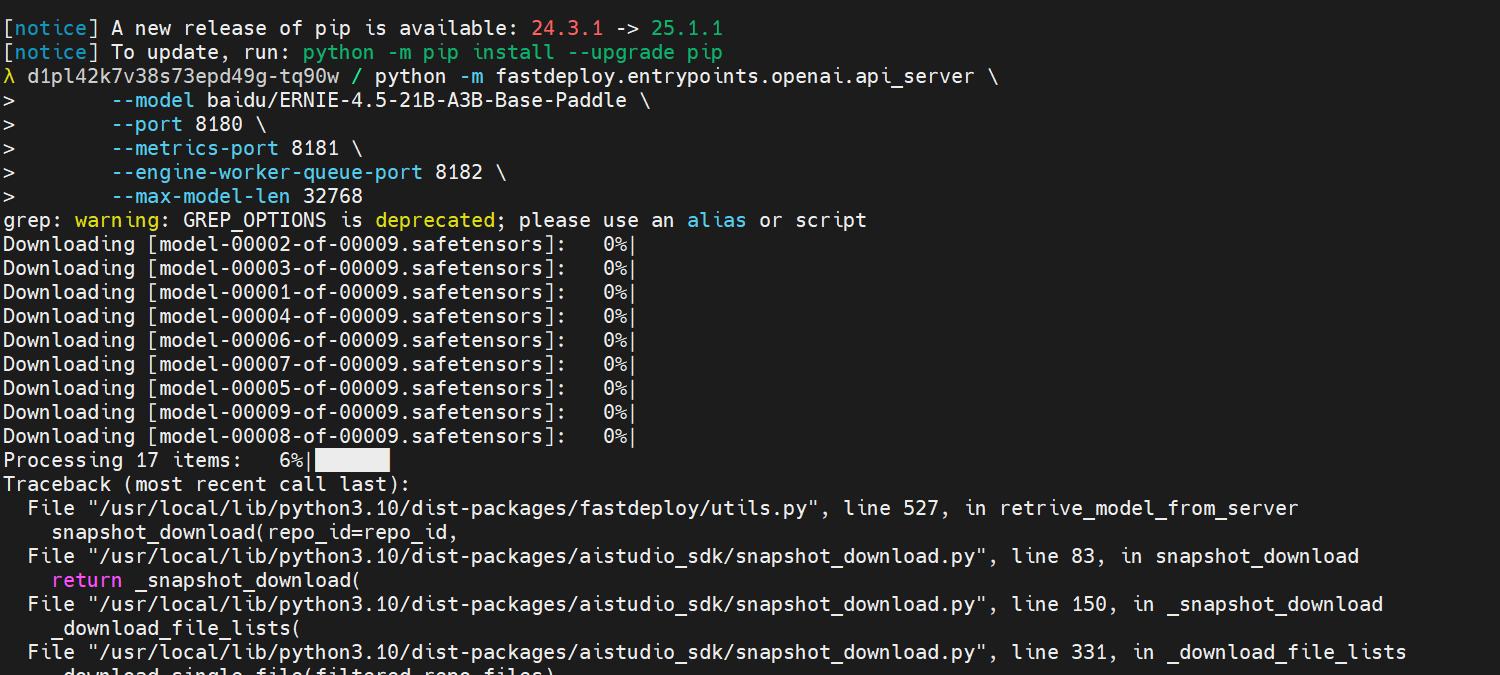 [notice] A new release of pip is available: 24.3.1 -> 25.1.1
[notice] To update, run: python -m pip install --upgrade pip
λ d1pl42k7v38s73epd49g-tq90w / python -m fastdeploy.entrypoints.openai.api_server \
>        --model baidu/ERNIE-4.5-21B-A3B-Base-Paddle \
>        --port 8180 \
>        --metrics-port 8181 \
>        --engine-worker-queue-port 8182 \
>        --max-model-len 32768
grep: warning: GREP_OPTIONS is deprecated; please use an alias or script
Downloading [model-00002-of-00009.safetensors]:   0%|
Downloading [model-00003-of-00009.safetensors]:   0%|
Downloading [model-00001-of-00009.safetensors]:   0%|
Downloading [model-00004-of-00009.safetensors]:   0%|
Downloading [model-00006-of-00009.safetensors]:   0%|
Downloading [model-00007-of-00009.safetensors]:   0%|
Downloading [model-00005-of-00009.safetensors]:   0%|
Downloading [model-00009-of-00009.safetensors]:   0%|
Downloading [model-00008-of-00009.safetensors]:   0%|
Processing 17 items:   6%|
Traceback (most recent call last):
  File "/usr/local/lib/python3.10/dist-packages/fastdeploy/utils.py", line 527, in retrive_model_from_server
    snapshot_download(repo_id=repo_id,
  File "/usr/local/lib/python3.10/dist-packages/aistudio_sdk/snapshot_download.py", line 83, in snapshot_download
    return _snapshot_download(
  File "/usr/local/lib/python3.10/dist-packages/aistudio_sdk/snapshot_download.py", line 150, in _snapshot_download
    _download_file_lists(
  File "/usr/local/lib/python3.10/dist-packages/aistudio_sdk/snapshot_download.py", line 331, in _download_file_lists
    _download_single_file(filtered_repo_files)